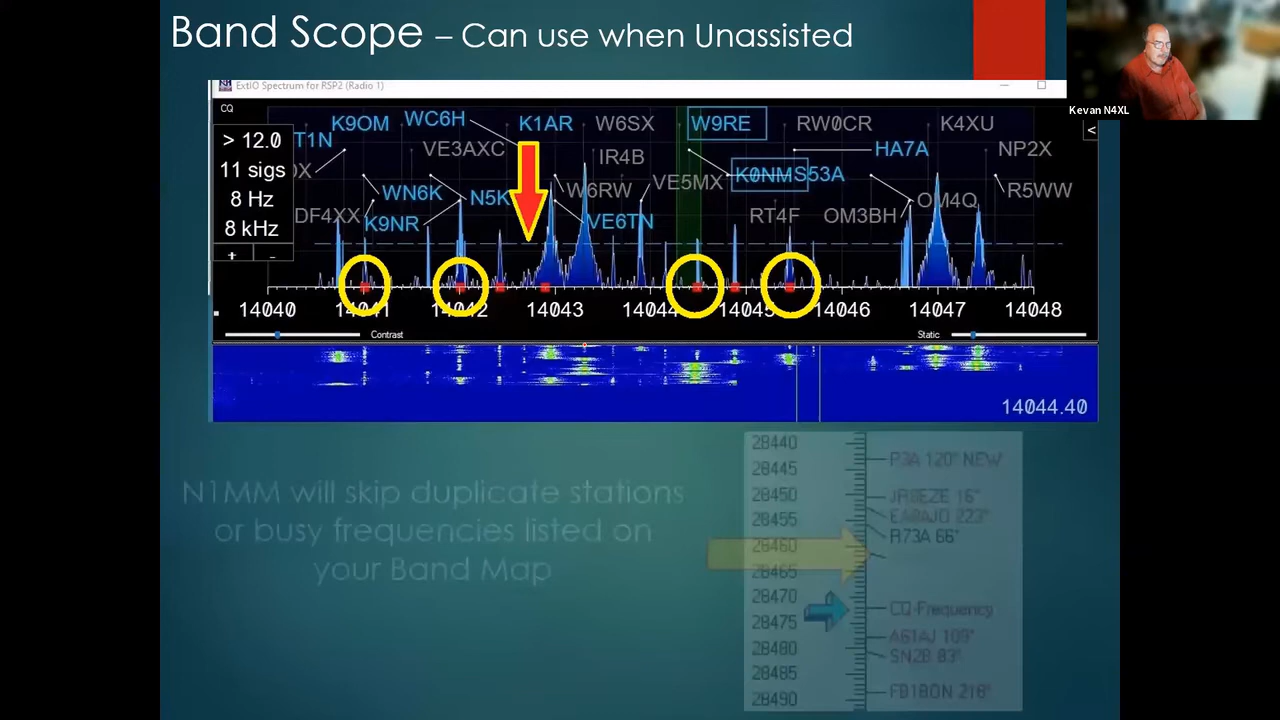 Band Scope – Can use when Unassisted
Kevan N4XL
ExtIO Spectrum for RSP2 (Radio 1)
CQ
> 12.0
11 sigs
8 Hz
8 kHz
+ -
<
K9OM WC6H K1AR W6SX W9RE RW0CR K4XU
T1N VE3AXC IR4B HA7A NP2X
WN6K N5K W6RW VE5MX K0NM S53A R5WW
DF4XX K9NR VE6TN RT4F OM3BH OM4Q
14040 14041 14042 14043 14044 14045 14046 14047 14048
Contrast Static
14044.40
N1MM will skip duplicate stations
or busy frequencies listed on
your Band Map
28440
28445 P3A 120° NEW
28450 JR8EZE 16°
28455 EA8AJO 223°
28460 R73A 66°
28465
28470 CQ-Frequency
28475 A61AJ 109°
28480 SN2B 83°
28485
28490 FB1BON 218°